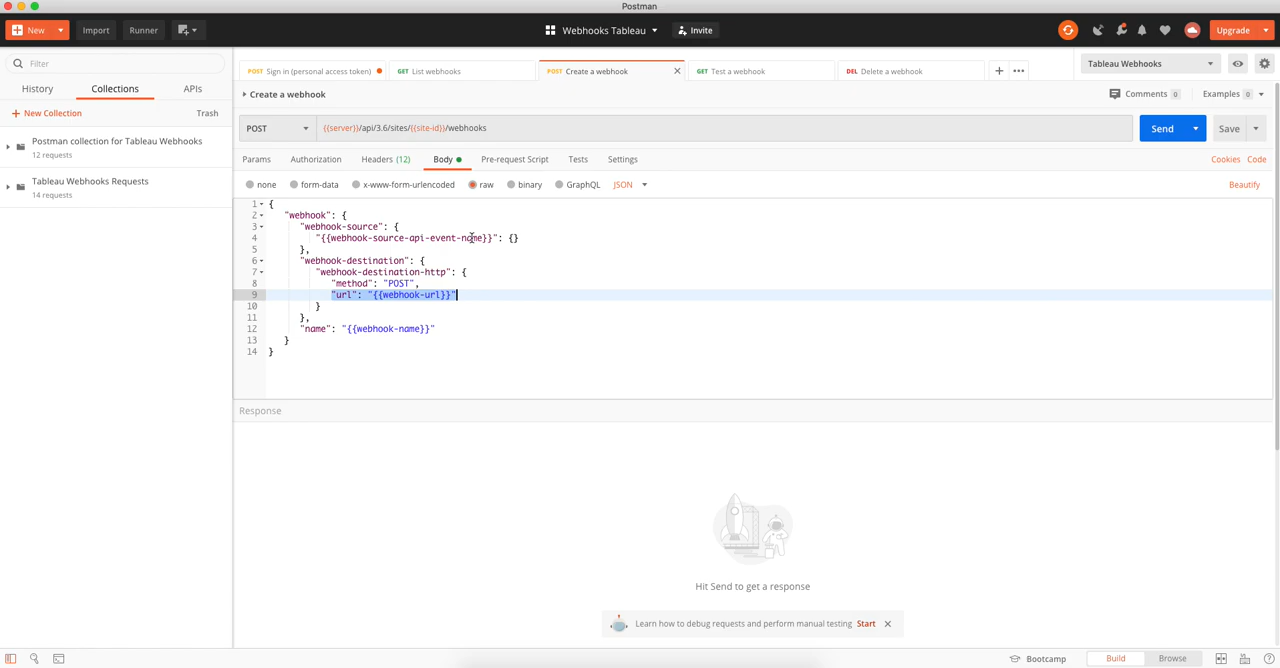 Postman
New
Import
Runner
Webhooks Tableau
Invite
Upgrade
Filter
History
Collections
APIs
New Collection
Trash
Postman collection for Tableau Webhooks
12 requests
Tableau Webhooks Requests
14 requests
POST Sign in (personal access token)
GET List webhooks
POST Create a webhook
GET Test a webhook
DEL Delete a webhook
Tableau Webhooks
Create a webhook
Comments 0
Examples 0
POST
{{server}}/api/3.6/sites/{{site-id}}/webhooks
Send
Save
Params
Authorization
Headers (12)
Body
Pre-request Script
Tests
Settings
Cookies
Code
none
form-data
x-www-form-urlencoded
raw
binary
GraphQL
JSON
Beautify
1 {
2 "webhook": {
3 "webhook-source": {
4 "{{webhook-source-api-event-name}}": {}
5 },
6 "webhook-destination": {
7 "webhook-destination-http": {
8 "method": "POST",
9 "url": "{{webhook-url}}"
10 }
11 },
12 "name": "{{webhook-name}}"
13 }
14 }
Response
Hit Send to get a response
Learn how to debug requests and perform manual testing Start
Bootcamp
Build
Browse